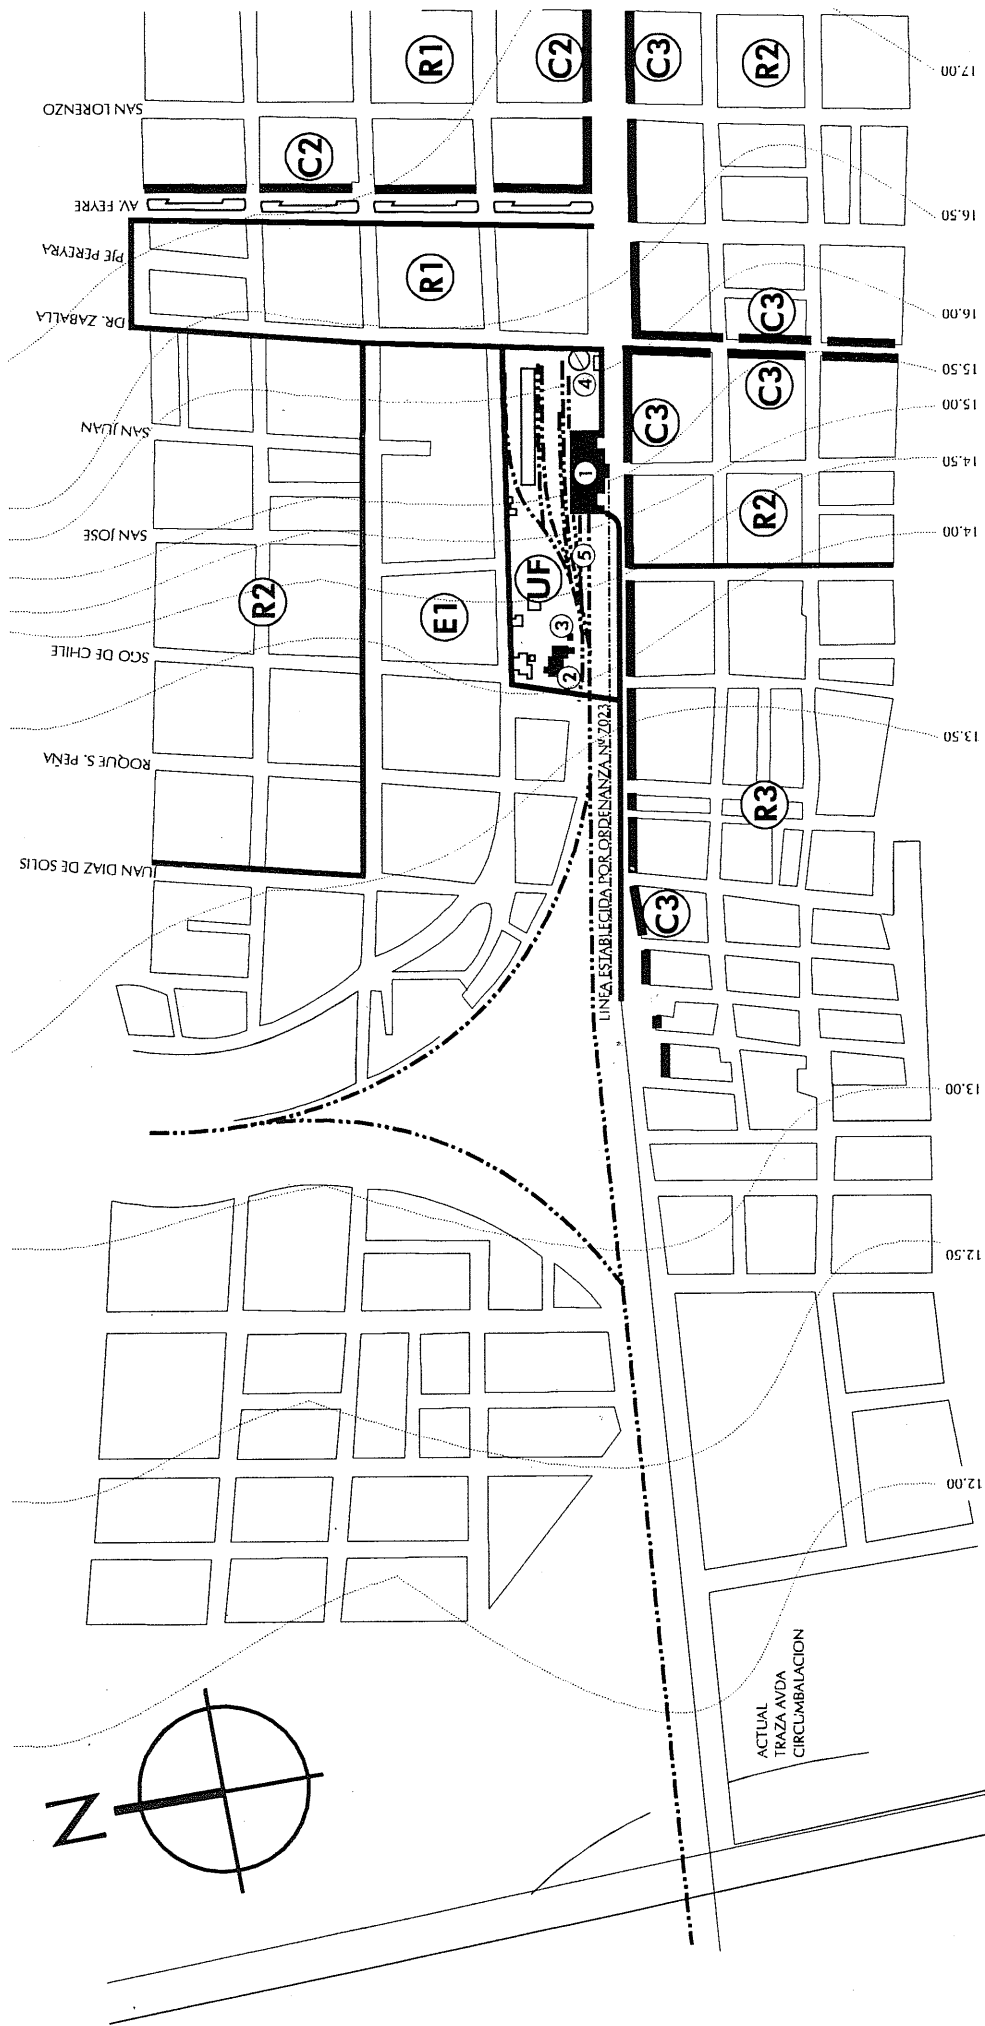 SAN LORENZO
AV. FEYRE
PJE PEREYRA
DR. ZABALLA
SAN JUAN
SAN JOSE
SGO DE CHILE
ROQUE S. PEÑA
JUAN DIAZ DE SOLIS
R1
C2
C3
R2
C2
R1
C3
C3
C3
R2
R2
E1
UF
1
2
3
4
5
R3
C3
LINEA ESTABLECIDA POR ORDENANZA Nº 7023
17.00
16.50
16.00
15.50
15.00
14.50
14.00
13.50
13.00
12.50
12.00
ACTUAL
TRAZA AVDA
CIRCUMBALACION
N